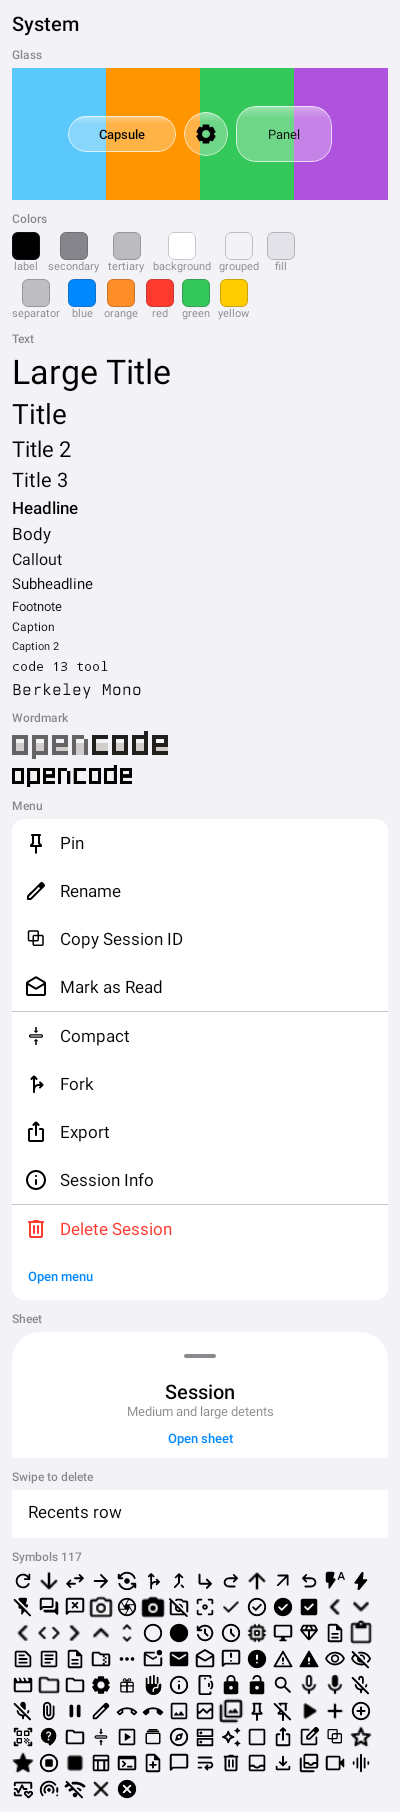 System
Glass
Capsule
Panel
Colors
label secondary tertiary background grouped fill
separator blue orange red green yellow
Text
Large Title
Title
Title 2
Title 3
Headline
Body
Callout
Subheadline
Footnote
Caption
Caption 2
code 13 tool
Berkeley Mono
Wordmark
opencode
opencode
Menu
Pin
Rename
Copy Session ID
Mark as Read
Compact
Fork
Export
Session Info
Delete Session
Open menu
Sheet
Session
Medium and large detents
Open sheet
Swipe to delete
Recents row
Symbols 117